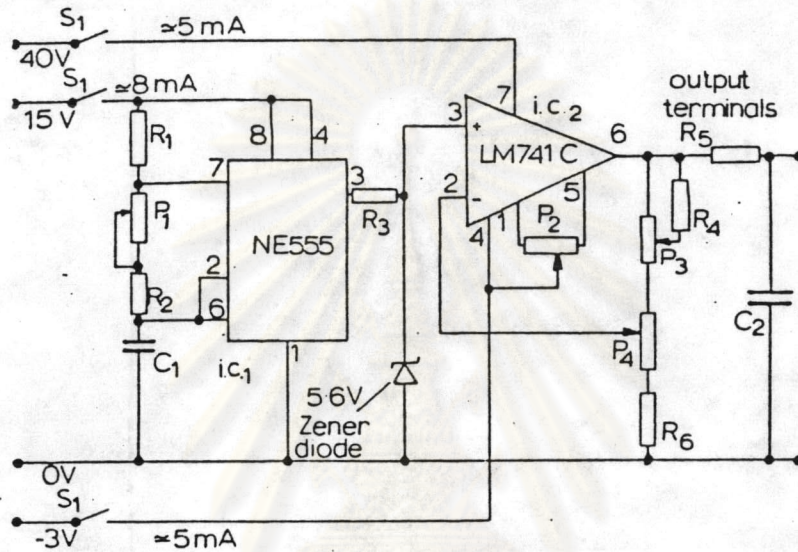 S1
≃5 mA
40V
S1
≃8 mA
15 V
R1
8
4
7
3
P1
R3
NE555
2
R2
6
C1
i.c.1
1
5·6V
Zener
diode
7
i.c.2
3
+
LM741 C
6
2
-
5
4
1
P2
output
terminals
R5
R4
P3
P4
C2
R6
0V
S1
-3V
≃5mA